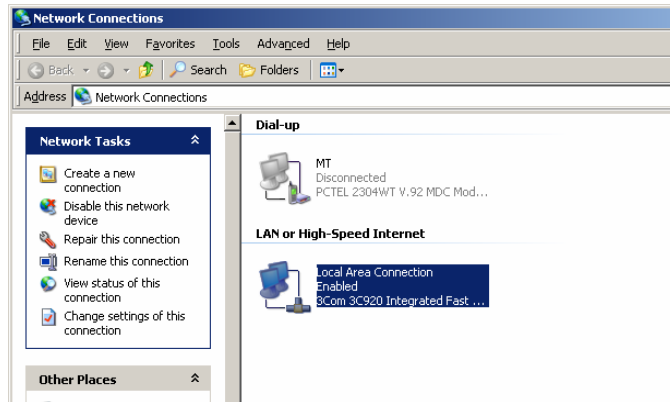 Network Connections
File Edit View Favorites Tools Advanced Help
Back Search Folders
Address Network Connections
Network Tasks
Create a new
connection
Disable this network
device
Repair this connection
Rename this connection
View status of this
connection
Change settings of this
connection
Other Places
Dial-up
MT
Disconnected
PCTEL 2304WT V.92 MDC Mod...
LAN or High-Speed Internet
Local Area Connection
Enabled
3Com 3C920 Integrated Fast ...